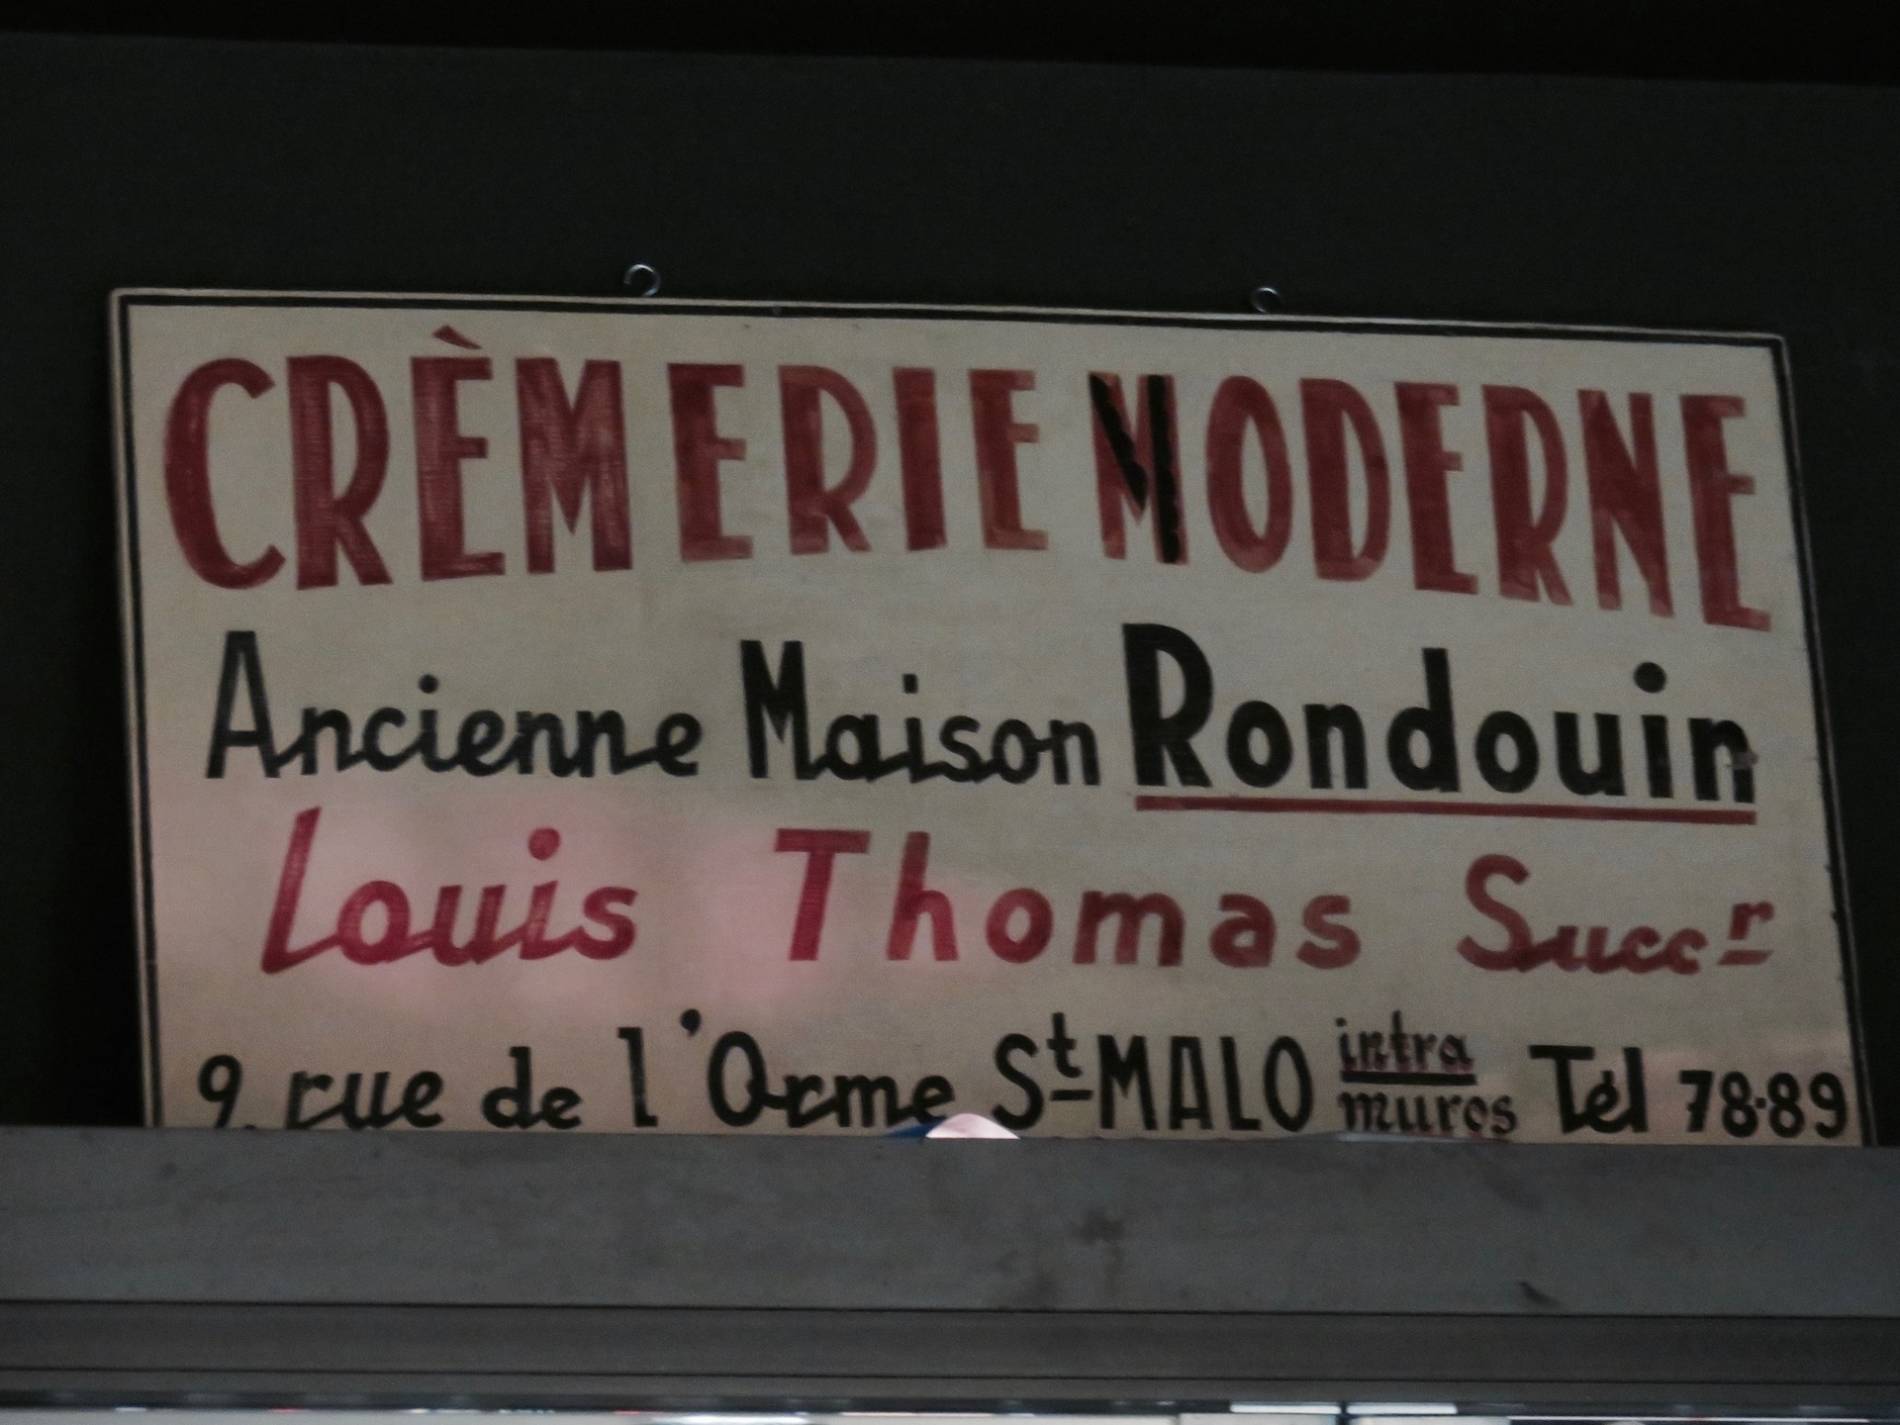 CRÈMERIE MODERNE
Ancienne Maison Rondouin
Louis Thomas Succr
9, rue de l'Orme St-MALO intra muros Tél 78-89